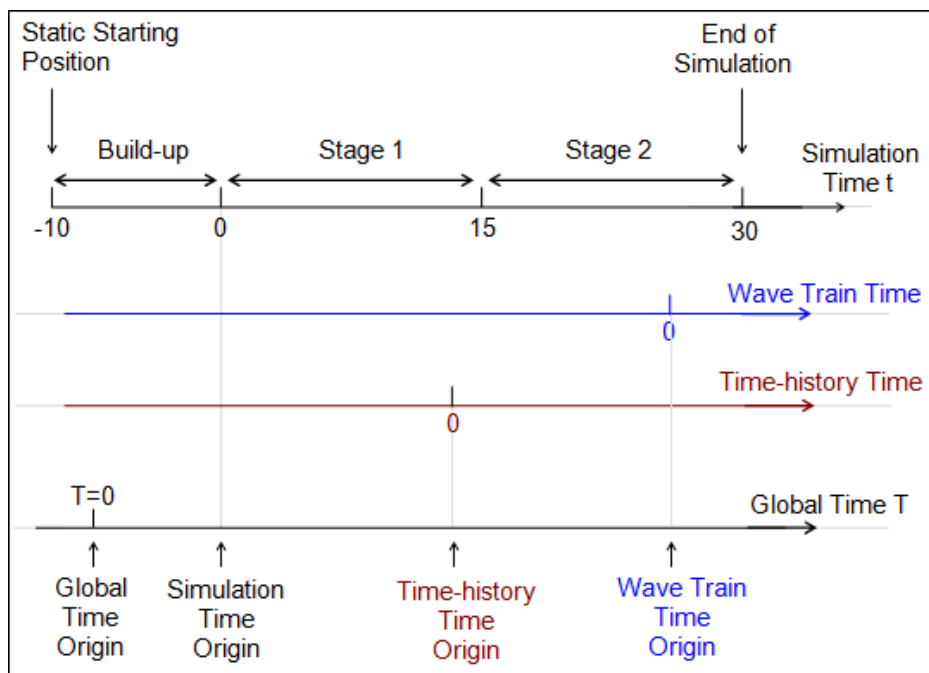 Static Starting
Position
End of
Simulation
Build-up
Stage 1
Stage 2
Simulation
Time t
-10
0
15
30
Wave Train Time
0
Time-history Time
0
T=0
Global Time T
Global
Time
Origin
Simulation
Time
Origin
Time-history
Time
Origin
Wave Train
Time
Origin